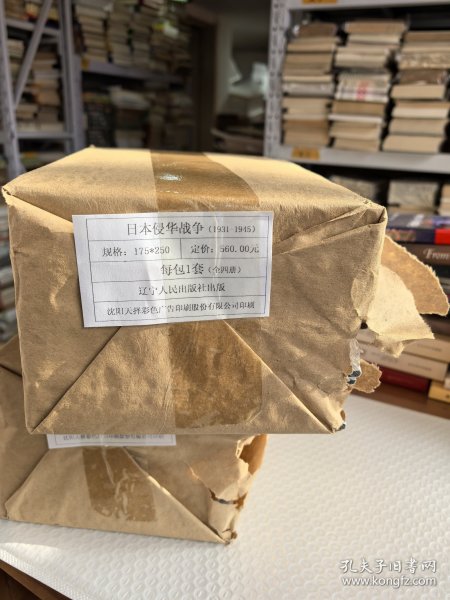 日本侵华战争（1931-1945）
规格：175*250 定价：560.00元
每包1套（全四册）
辽宁人民出版社出版
沈阳天择彩色广告印刷股份有限公司印刷
孔夫子旧书网
www.kongfz.com